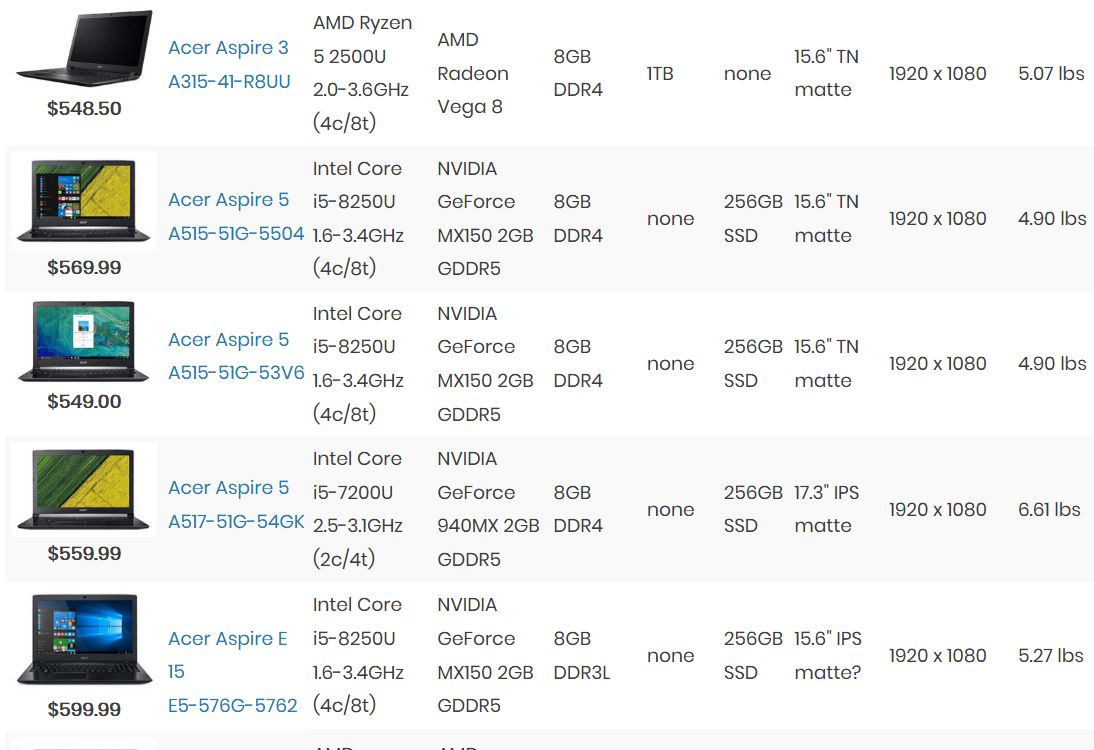 Acer Aspire 3
A315-41-R8UU
$548.50
AMD Ryzen
5 2500U
2.0-3.6GHz
(4c/8t)
AMD
Radeon
Vega 8
8GB
DDR4
1TB
none
15.6" TN
matte
1920 x 1080
5.07 lbs
Acer Aspire 5
A515-51G-5504
$569.99
Intel Core
i5-8250U
1.6-3.4GHz
(4c/8t)
NVIDIA
GeForce
MX150 2GB
GDDR5
8GB
DDR4
none
256GB
SSD
15.6" TN
matte
1920 x 1080
4.90 lbs
Acer Aspire 5
A515-51G-53V6
$549.00
Intel Core
i5-8250U
1.6-3.4GHz
(4c/8t)
NVIDIA
GeForce
MX150 2GB
GDDR5
8GB
DDR4
none
256GB
SSD
15.6" TN
matte
1920 x 1080
4.90 lbs
Acer Aspire 5
A517-51G-54GK
$559.99
Intel Core
i5-7200U
2.5-3.1GHz
(2c/4t)
NVIDIA
GeForce
940MX 2GB
GDDR5
8GB
DDR4
none
256GB
SSD
17.3" IPS
matte
1920 x 1080
6.61 lbs
Acer Aspire E
15
E5-576G-5762
$599.99
Intel Core
i5-8250U
1.6-3.4GHz
(4c/8t)
NVIDIA
GeForce
MX150 2GB
GDDR5
8GB
DDR3L
none
256GB
SSD
15.6" IPS
matte?
1920 x 1080
5.27 lbs